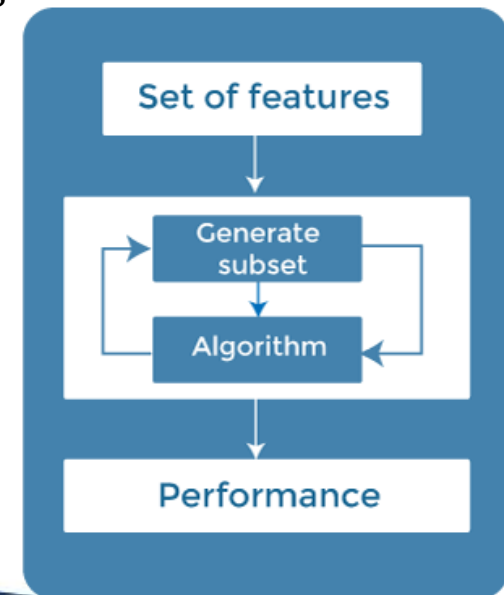 Set of features
Generate
subset
Algorithm
Performance